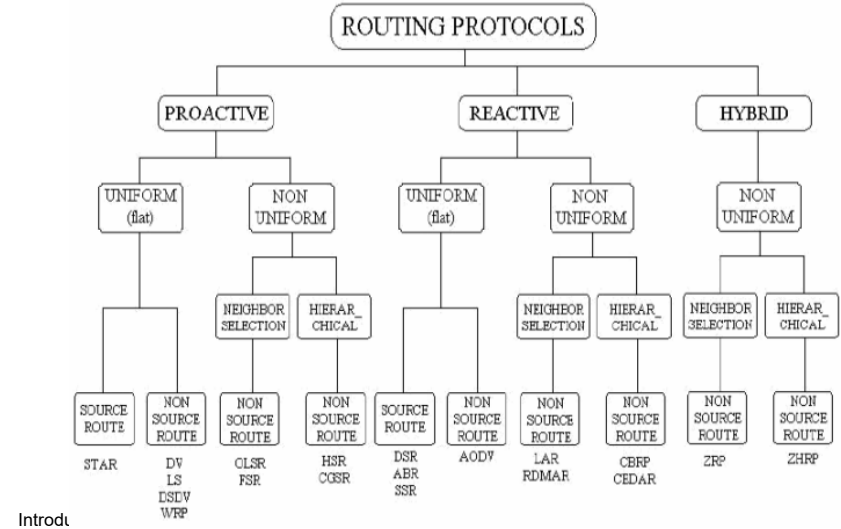 ROUTING PROTOCOLS
PROACTIVE
REACTIVE
HYBRID
UNIFORM
(flat)
NON
UNIFORM
UNIFORM
(flat)
NON
UNIFORM
NON
UNIFORM
NEIGHBOR
SELECTION
HIERAR_
CHICAL
NEIGHBOR
SELECTION
HIERAR_
CHICAL
NEIGHBOR
SELECTION
HIERAR_
CHICAL
SOURCE
ROUTE
NON
SOURCE
ROUTE
NON
SOURCE
ROUTE
NON
SOURCE
ROUTE
SOURCE
ROUTE
NON
SOURCE
ROUTE
NON
SOURCE
ROUTE
NON
SOURCE
ROUTE
NON
SOURCE
ROUTE
NON
SOURCE
ROUTE
STAR
DV
LS
DSDV
WRP
OLSR
FSR
HSR
CGSR
DSR
ABR
SSR
AODV
LAR
RDMAR
CBRP
CEDAR
ZRP
ZHRP
Introdu